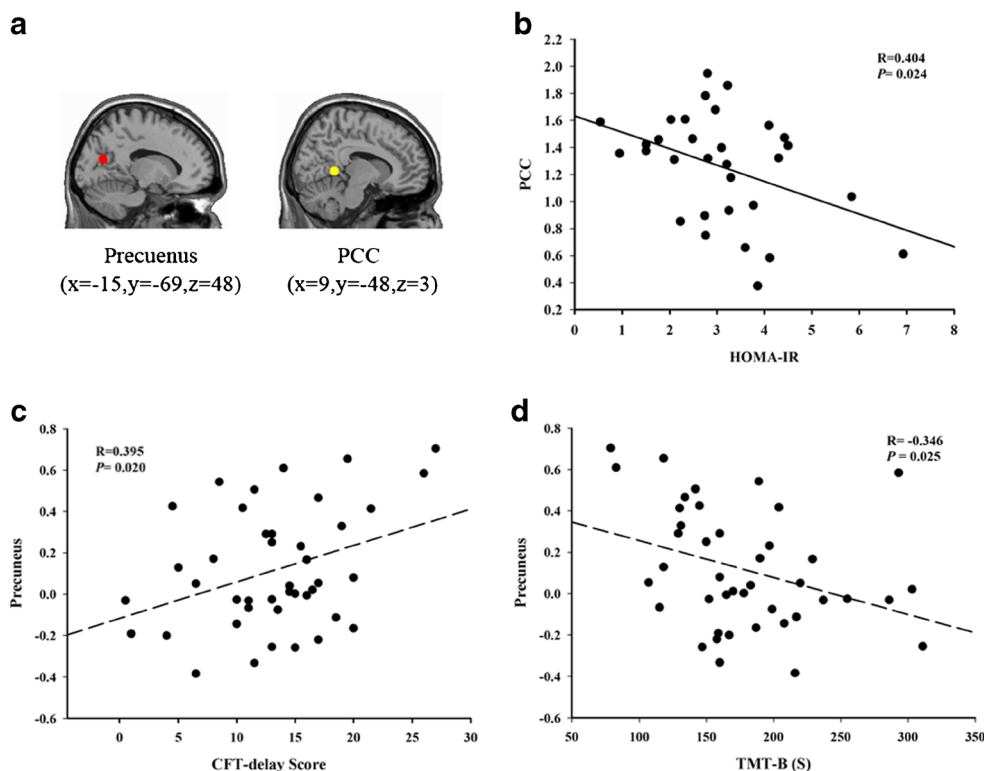 a
Precuenus
(x=-15,y=-69,z=48)
PCC
(x=9,y=-48,z=3)
b
2.2
2.0
1.8
1.6
1.4
1.2
1.0
0.8
0.6
0.4
0.2
PCC
R=0.404
P= 0.024
0 1 2 3 4 5 6 7 8
HOMA-IR
c
0.8
0.6
0.4
0.2
0.0
-0.2
-0.4
-0.6
Precuneus
R=0.395
P= 0.020
0 5 10 15 20 25 30
CFT-delay Score
d
0.8
0.6
0.4
0.2
0.0
-0.2
-0.4
-0.6
Precuneus
R= -0.346
P = 0.025
50 100 150 200 250 300 350
TMT-B (S)